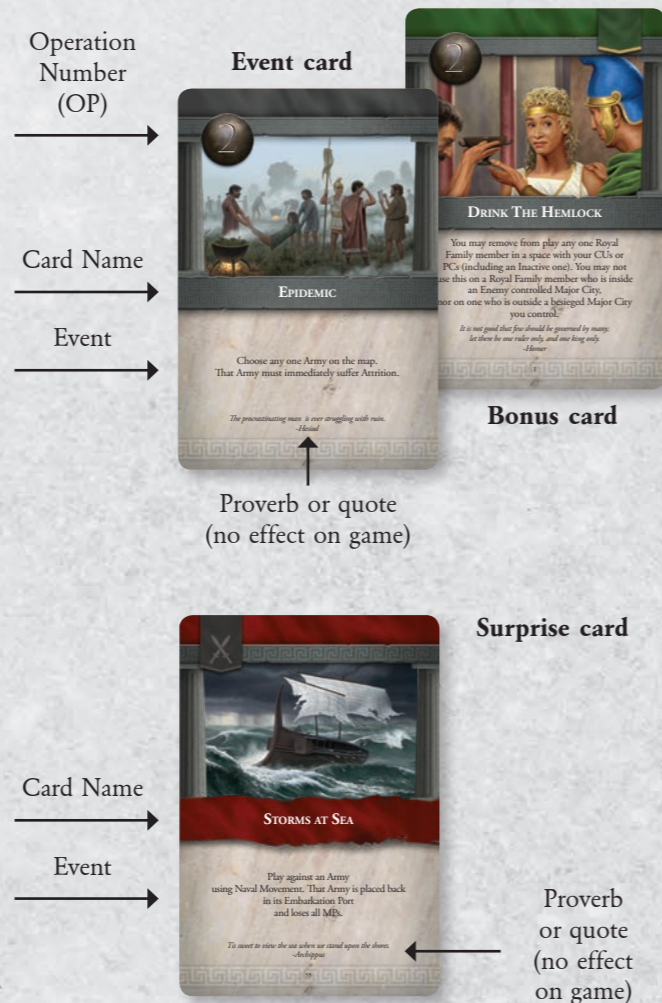 Operation
Number
(OP)
Event card
2
2
DRINK THE HEMLOCK
You may remove from play any one Royal
Family member in a space with your CUs or
PCs (including an Inactive one). You may not
use this on a Royal Family member who is inside
an Enemy controlled Major City,
nor on one who is outside a besieged Major City
you control.
It is not good that few should be governed by many;
let there be one ruler only, and one king only.
-Homer
Card Name
EPIDEMIC
Event
Choose any one Army on the map.
That Army must immediately suffer Attrition.
The procrastinating man is ever struggling with ruin.
-Hesiod
Bonus card
Proverb or quote
(no effect on game)
Surprise card
Card Name
STORMS AT SEA
Event
Play against an Army
using Naval Movement. That Army is placed back
in its Embarkation Port
and loses all MPs.
Tis sweet to view the sea when we stand upon the shore.
-Archippus
Proverb
or quote
(no effect
on game)